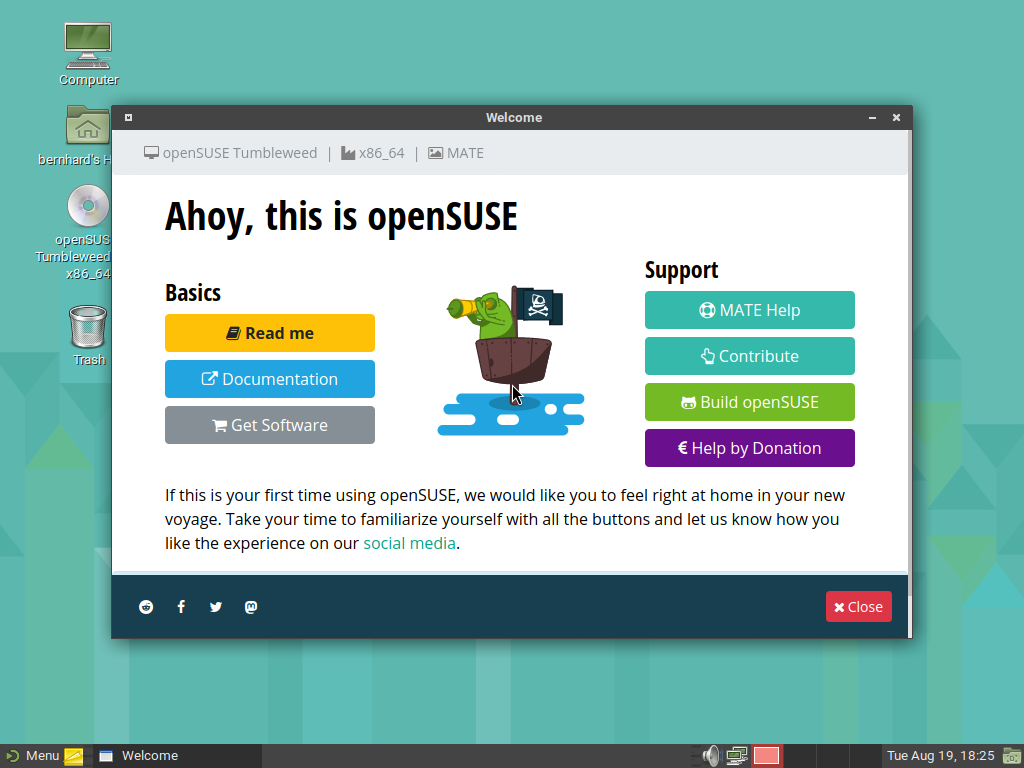 Computer
bernhard's H
openSUS
Tumbleweed
x86_64
Trash
Welcome
openSUSE Tumbleweed | x86_64 | MATE
Ahoy, this is openSUSE
Basics
Read me
Documentation
Get Software
Support
MATE Help
Contribute
Build openSUSE
€ Help by Donation
If this is your first time using openSUSE, we would like you to feel right at home in your new
voyage. Take your time to familiarize yourself with all the buttons and let us know how you
like the experience on our social media.
Close
Menu
Welcome
Tue Aug 19, 18:25